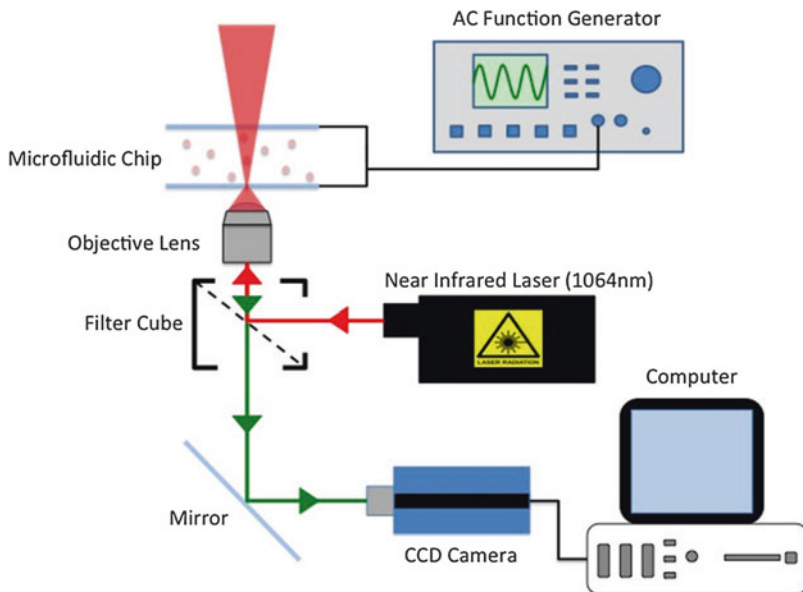 AC Function Generator
Microfluidic Chip
Objective Lens
Near Infrared Laser (1064nm)
Filter Cube
LASER RADIATION
Computer
Mirror
CCD Camera